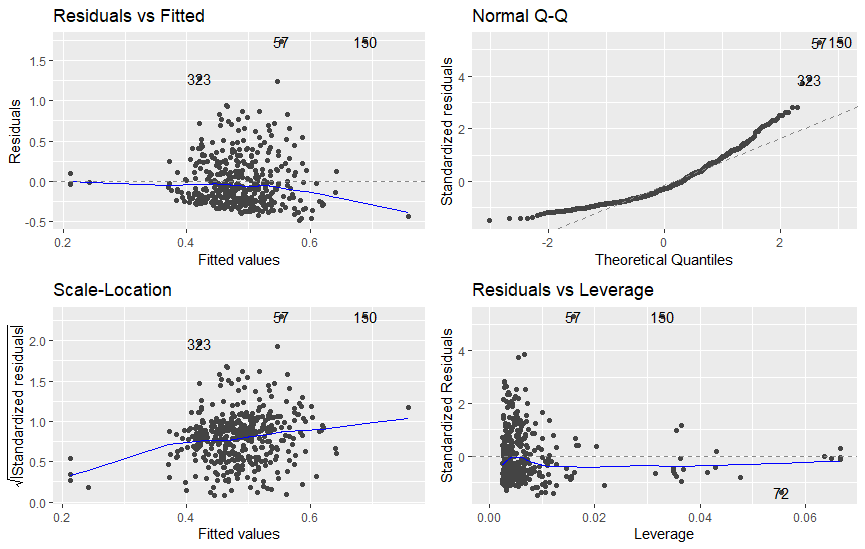 Residuals vs Fitted
Residuals
1.5
1.0
0.5
0.0
-0.5
57
150
323
0.2 0.4 0.6
Fitted values
Normal Q-Q
Standardized residuals
4
2
0
57 150
323
-2 0 2
Theoretical Quantiles
Scale-Location
√|Standardized residuals|
2.0
1.5
1.0
0.5
0.0
57
150
323
0.2 0.4 0.6
Fitted values
Residuals vs Leverage
Standardized Residuals
4
2
0
57
150
72
0.00 0.02 0.04 0.06
Leverage